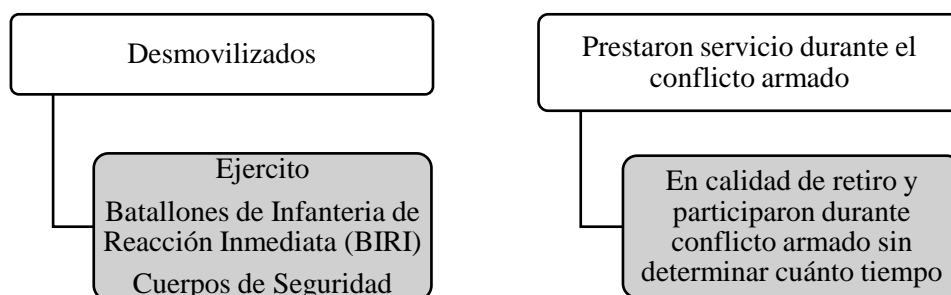 Desmovilizados
Ejercito
Batallones de Infanteria de
Reacción Inmediata (BIRI)
Cuerpos de Seguridad
Prestaron servicio durante el
conflicto armado
En calidad de retiro y
participaron durante
conflicto armado sin
determinar cuánto tiempo